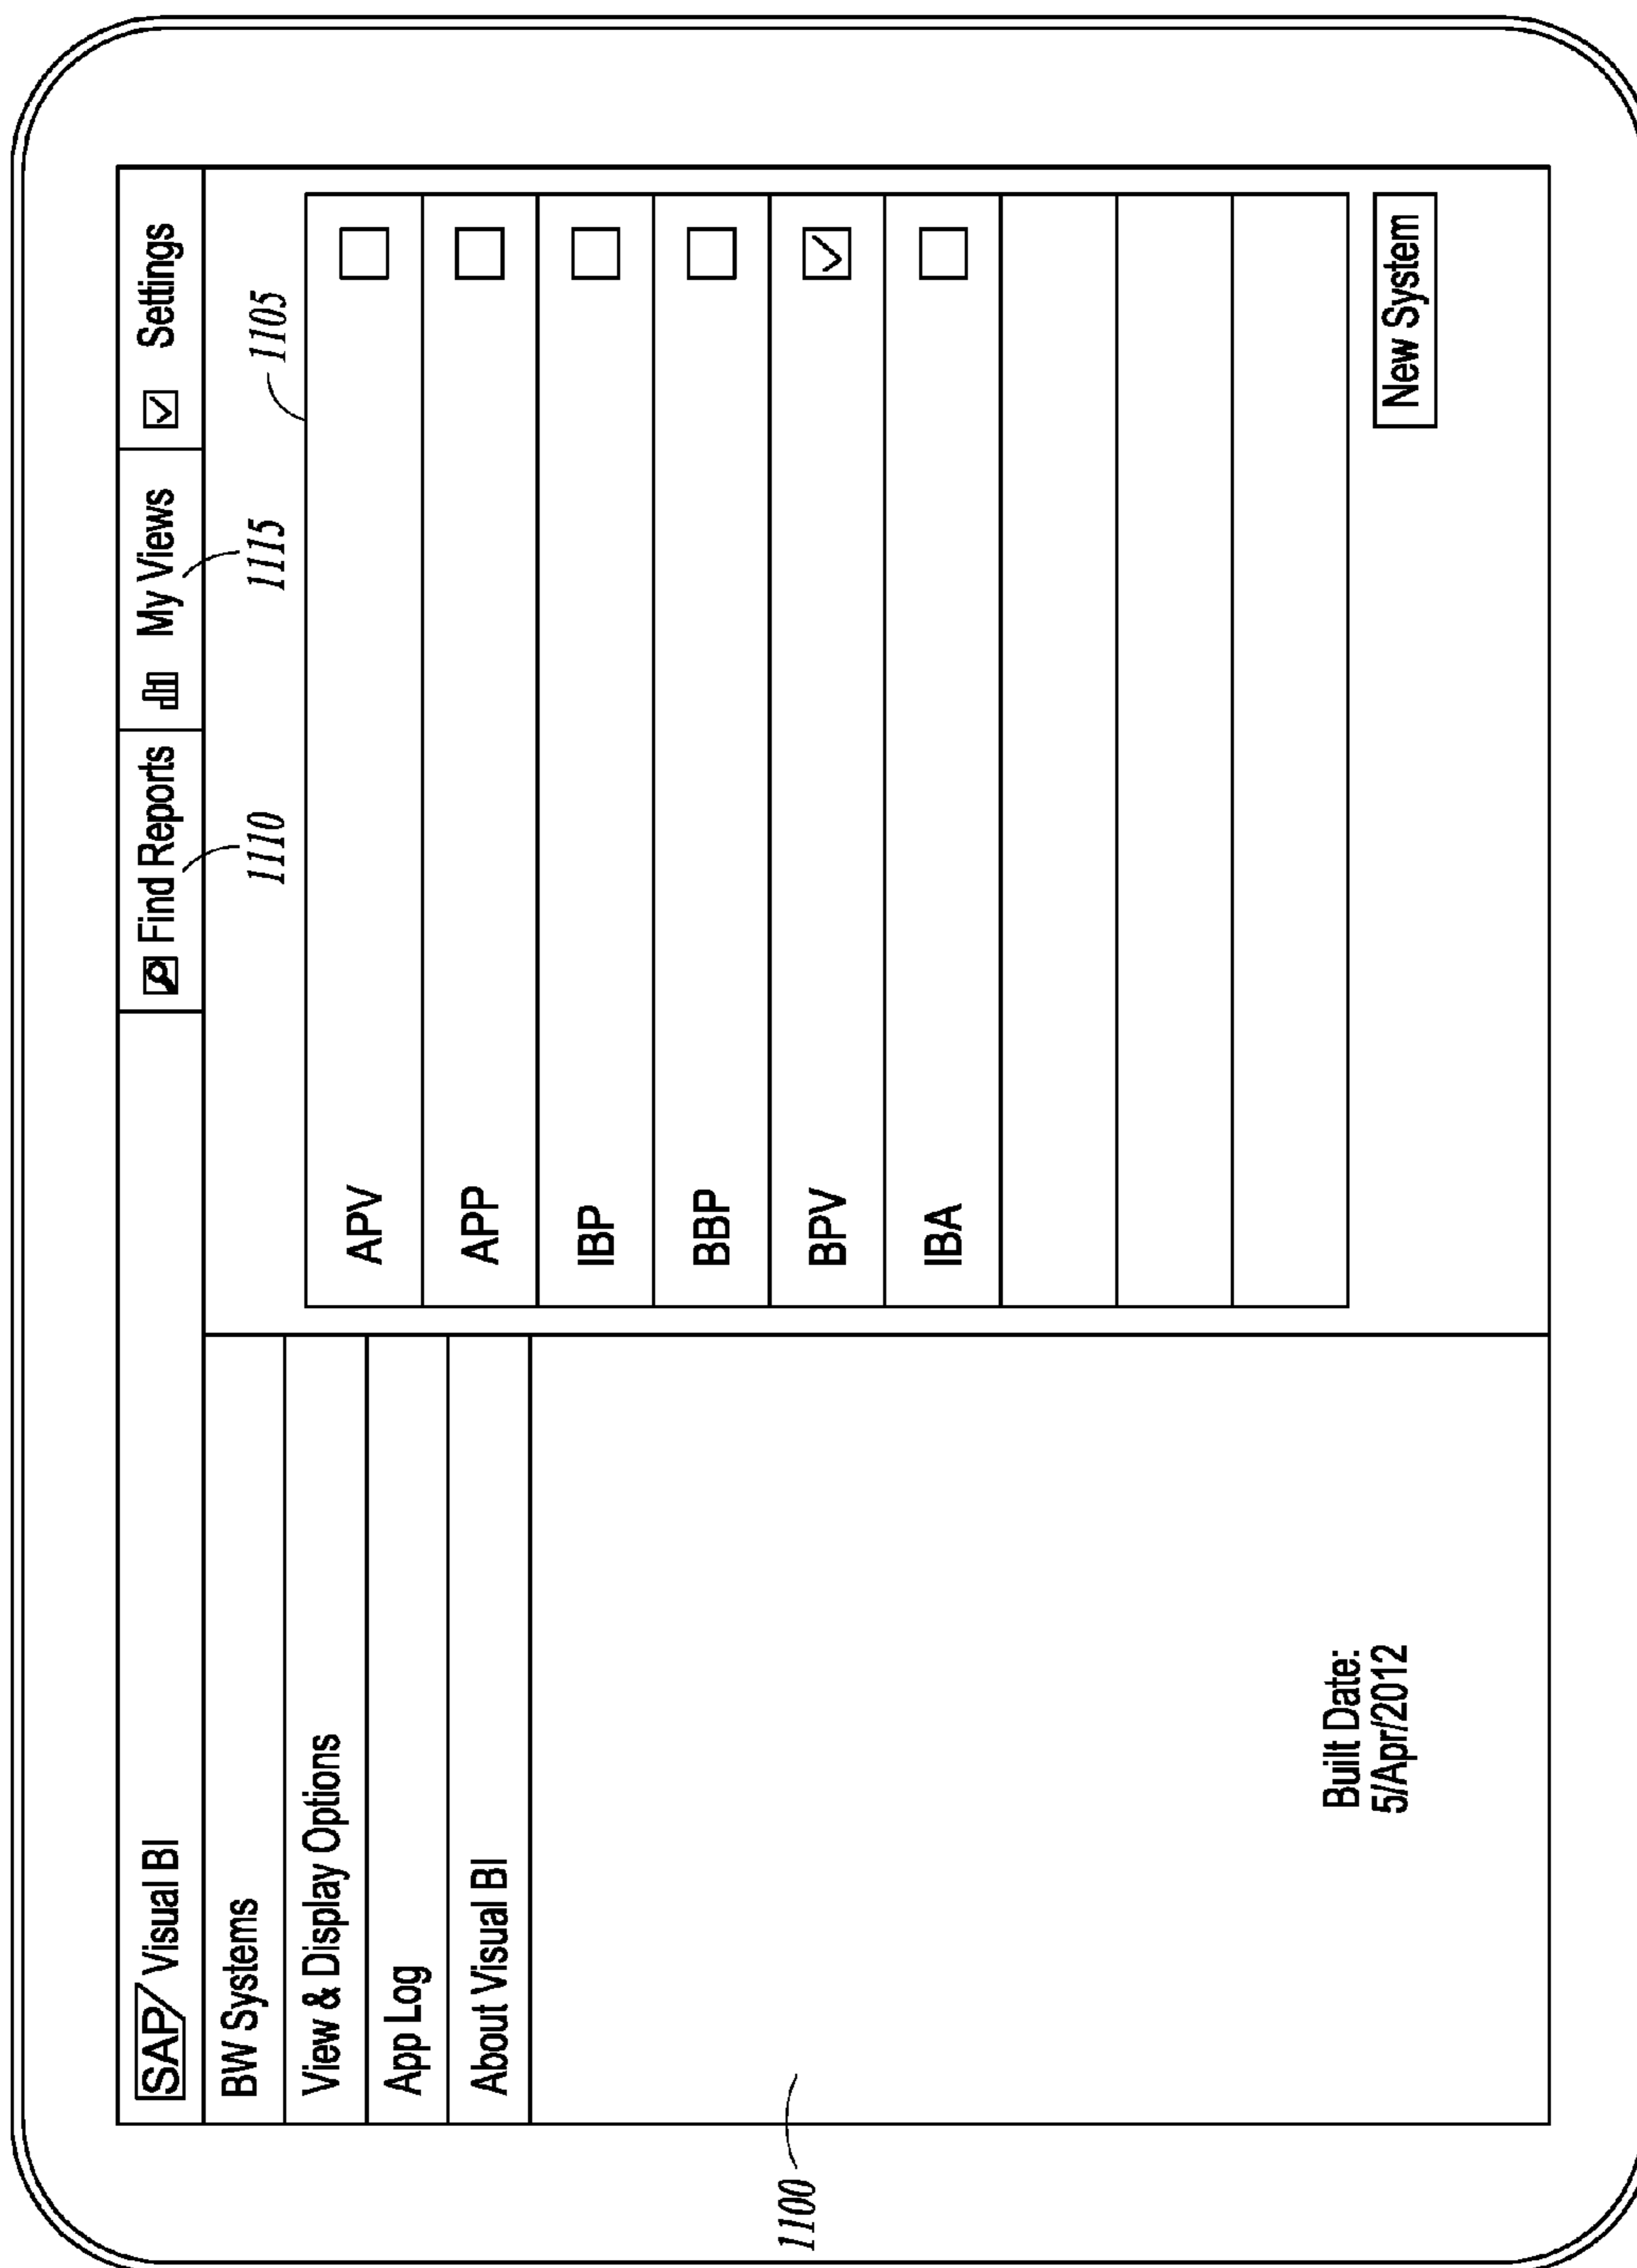 SAP Visual BI
Find Reports
My Views
Settings
1110
1115
1105
BW Systems
View & Display Options
App Log
About Visual BI
APV
APP
IBP
BBP
BPV
IBA
New System
Built Date:
5/Apr/2012
1100